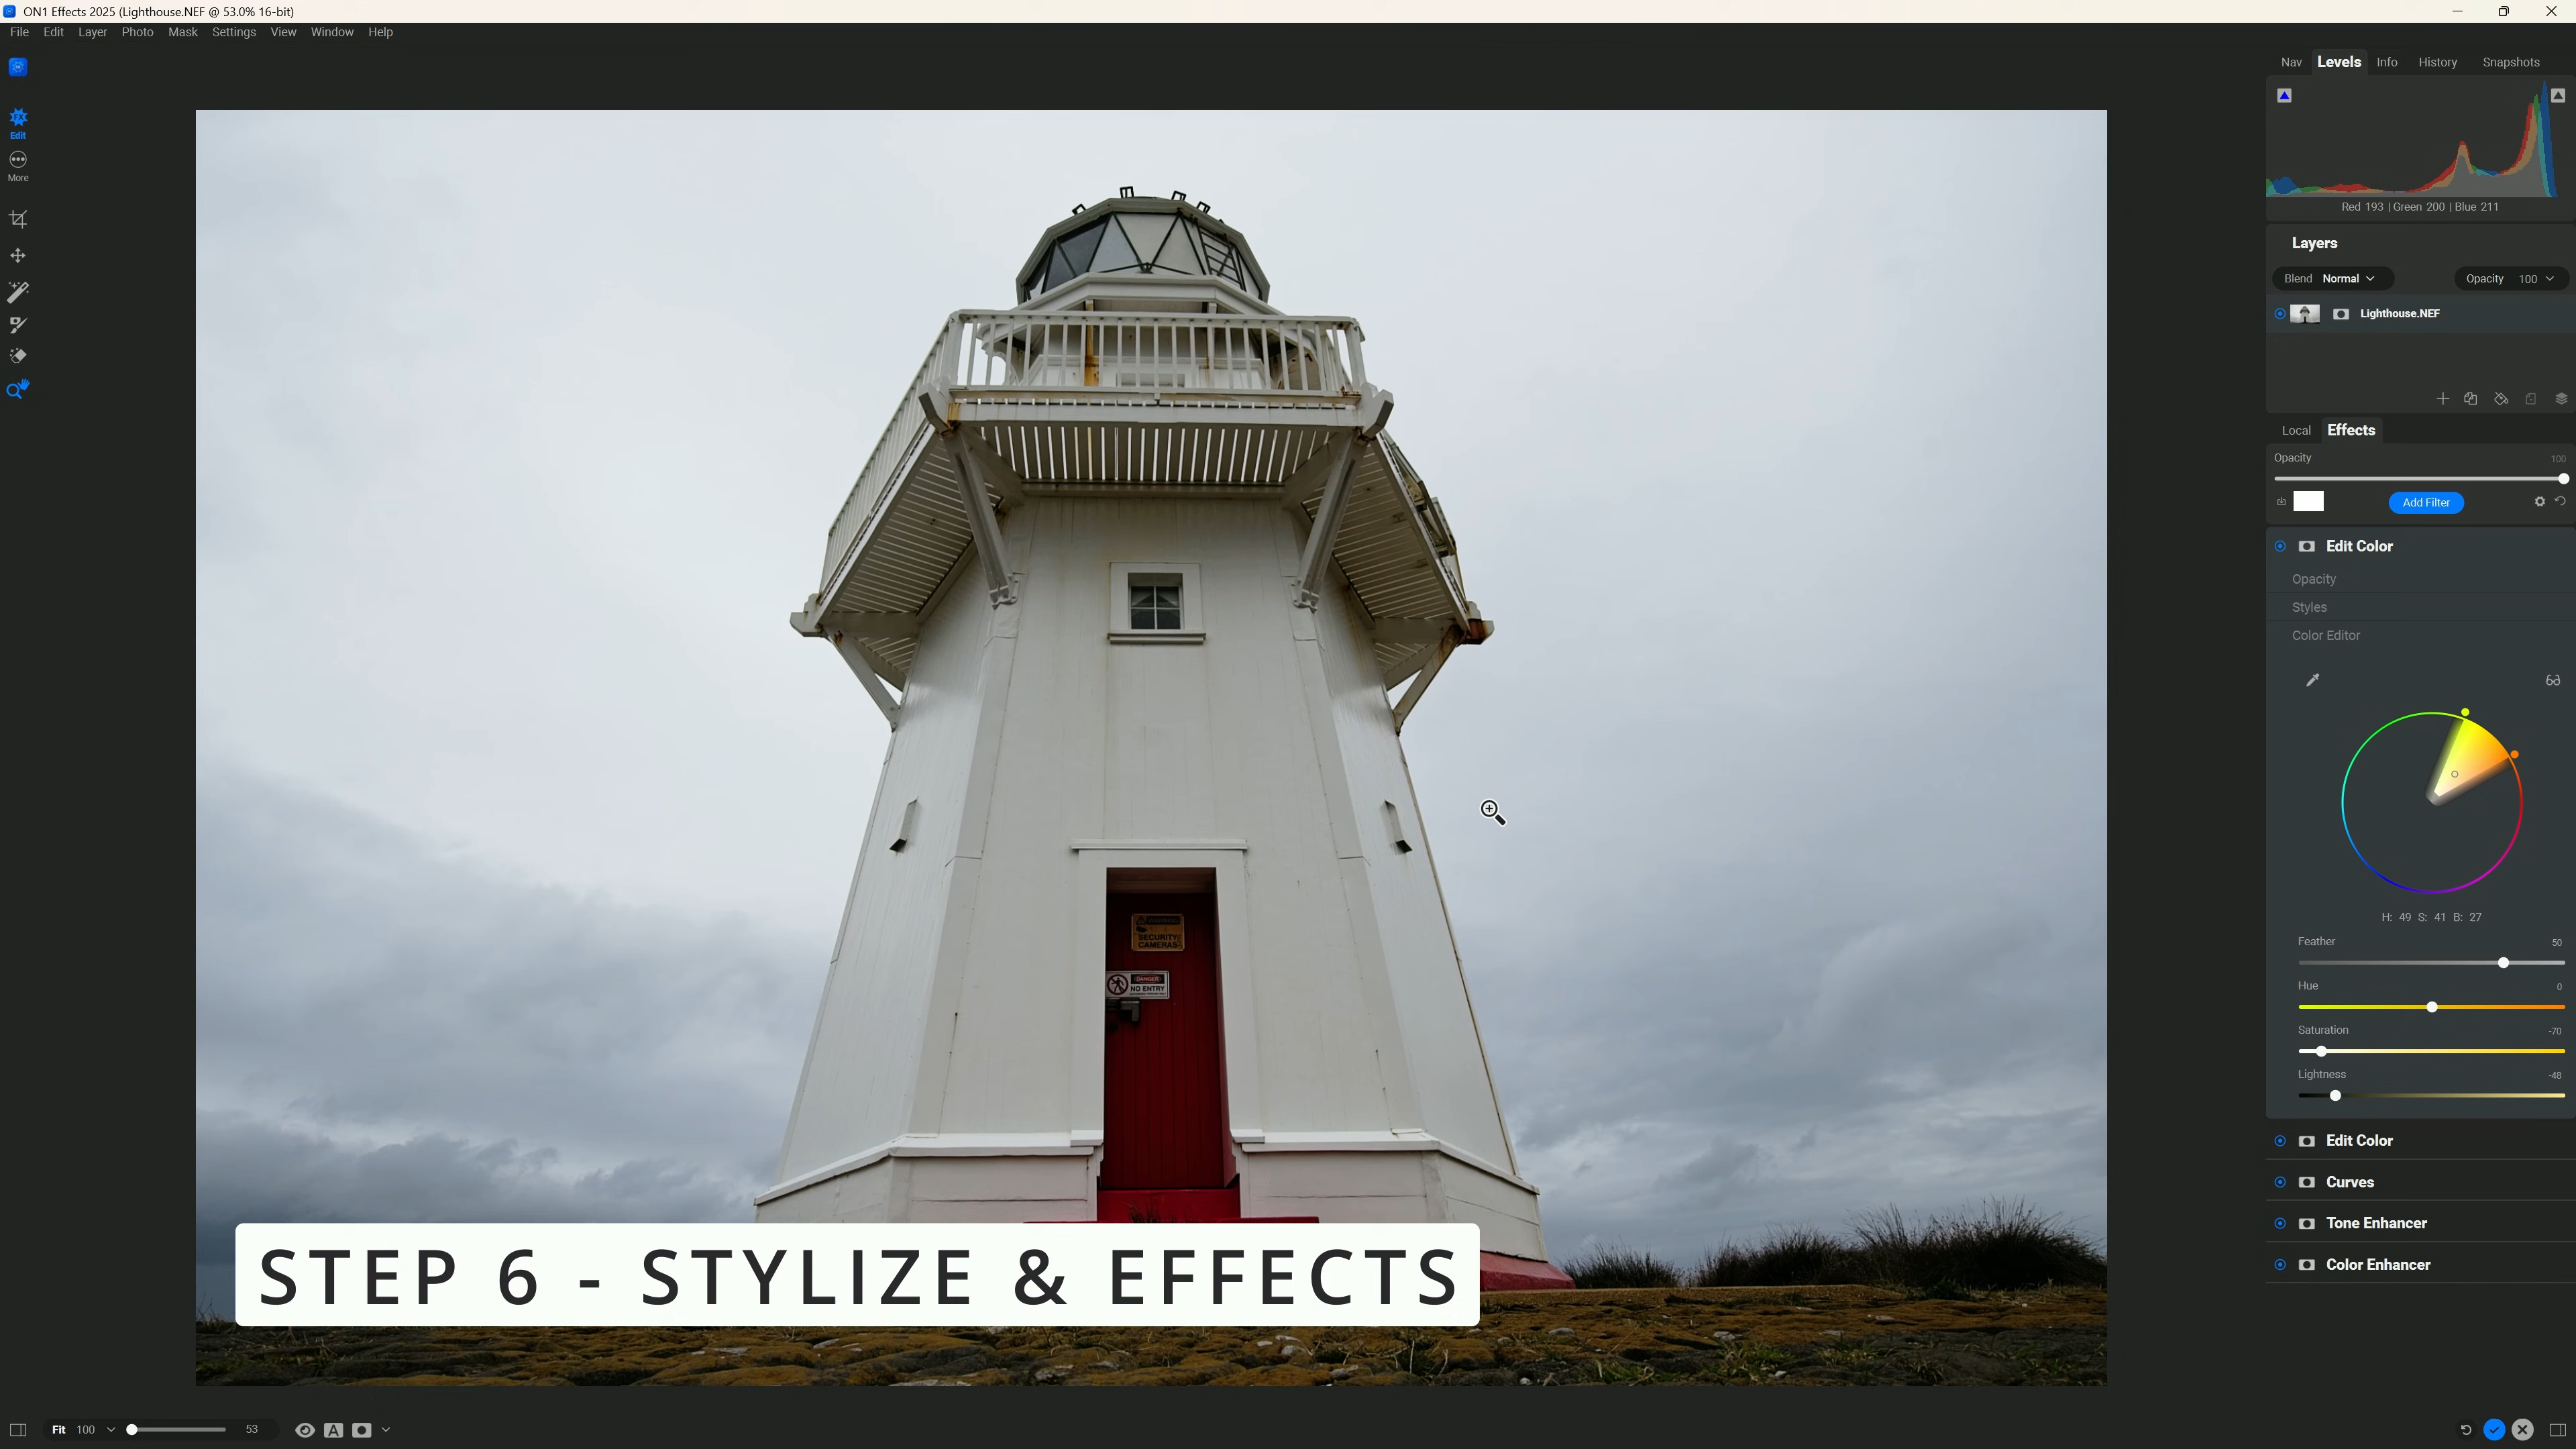 ON1 Effects 2025 (Lighthouse.NEF @ 53.0% 16-bit)
File Edit Layer Photo Mask Settings View Window Help
Edit
More
Nav Levels Info History Snapshots
Red 193 | Green 200 | Blue 211
Layers
Blend Normal Opacity 100
Lighthouse.NEF
Local Effects
Opacity 100
Add Filter
Edit Color
Opacity
Styles
Color Editor
H: 49 S: 41 B: 27
Feather 50
Hue 0
Saturation -70
Lightness -48
Edit Color
Curves
Tone Enhancer
Color Enhancer
SECURITY
CAMERAS
DANGER
NO ENTRY
STEP 6 - STYLIZE & EFFECTS
Fit 100 53
A